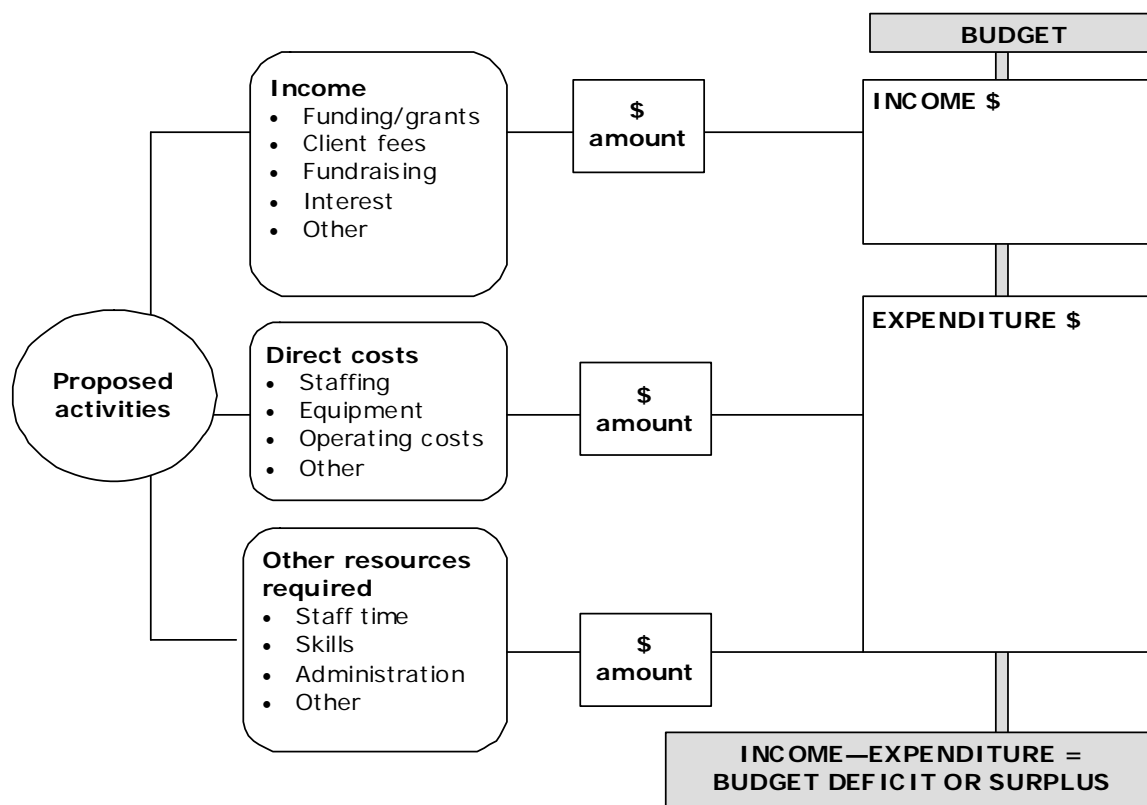 BUDGET
Income
• Funding/grants
• Client fees
• Fundraising
• Interest
• Other
$
amount
INCOME $
Proposed
activities
Direct costs
• Staffing
• Equipment
• Operating costs
• Other
$
amount
EXPENDITURE $
Other resources
required
• Staff time
• Skills
• Administration
• Other
$
amount
INCOME—EXPENDITURE =
BUDGET DEFICIT OR SURPLUS